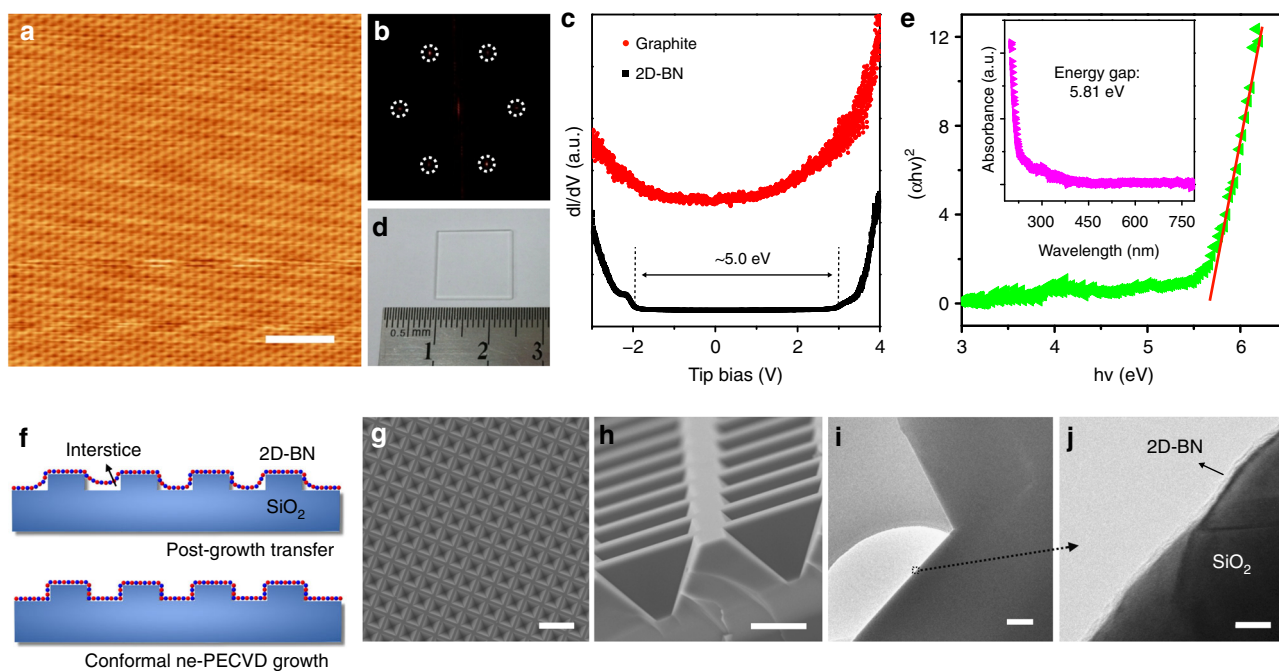 a
b
c
Graphite
2D-BN
dI/dV (a.u.)
~5.0 eV
−2
0
2
4
Tip bias (V)
d
0.5 mm
1
2
3
e
12
8
4
0
(αhν)²
3
4
5
6
hν (eV)
Absorbance (a.u.)
Energy gap:
5.81 eV
300
600
750
Wavelength (nm)
f
Interstice
2D-BN
SiO₂
Post-growth transfer
Conformal ne-PECVD growth
g
h
i
j
2D-BN
SiO₂